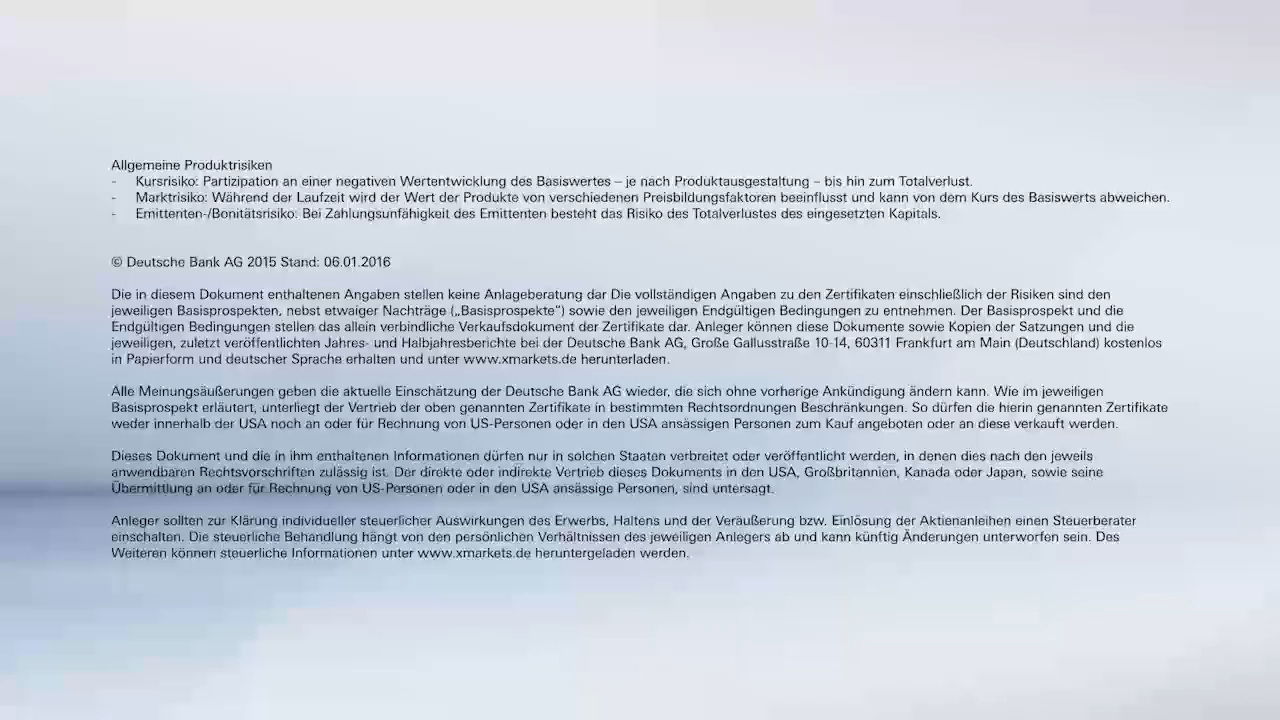 Allgemeine Produktrisiken
- Kursrisiko: Partizipation an einer negativen Wertentwicklung des Basiswertes – je nach Produktausgestaltung – bis hin zum Totalverlust.
- Marktrisiko: Während der Laufzeit wird der Wert der Produkte von verschiedenen Preisbildungsfaktoren beeinflusst und kann von dem Kurs des Basiswerts abweichen.
- Emittenten-/Bonitätsrisiko: Bei Zahlungsunfähigkeit des Emittenten besteht das Risiko des Totalverlustes des eingesetzten Kapitals.
© Deutsche Bank AG 2015 Stand: 06.01.2016
Die in diesem Dokument enthaltenen Angaben stellen keine Anlageberatung dar Die vollständigen Angaben zu den Zertifikaten einschließlich der Risiken sind den
jeweiligen Basisprospekten, nebst etwaiger Nachträge („Basisprospekte“) sowie den jeweiligen Endgültigen Bedingungen zu entnehmen. Der Basisprospekt und die
Endgültigen Bedingungen stellen das allein verbindliche Verkaufsdokument der Zertifikate dar. Anleger können diese Dokumente sowie Kopien der Satzungen und die
jeweiligen, zuletzt veröffentlichten Jahres- und Halbjahresberichte bei der Deutsche Bank AG, Große Gallusstraße 10-14, 60311 Frankfurt am Main (Deutschland) kostenlos
in Papierform und deutscher Sprache erhalten und unter www.xmarkets.de herunterladen.
Alle Meinungsäußerungen geben die aktuelle Einschätzung der Deutsche Bank AG wieder, die sich ohne vorherige Ankündigung ändern kann. Wie im jeweiligen
Basisprospekt erläutert, unterliegt der Vertrieb der oben genannten Zertifikate in bestimmten Rechtsordnungen Beschränkungen. So dürfen die hierin genannten Zertifikate
weder innerhalb der USA noch an oder für Rechnung von US-Personen oder in den USA ansässigen Personen zum Kauf angeboten oder an diese verkauft werden.
Dieses Dokument und die in ihm enthaltenen Informationen dürfen nur in solchen Staaten verbreitet oder veröffentlicht werden, in denen dies nach den jeweils
anwendbaren Rechtsvorschriften zulässig ist. Der direkte oder indirekte Vertrieb dieses Dokuments in den USA, Großbritannien, Kanada oder Japan, sowie seine
Übermittlung an oder für Rechnung von US-Personen oder in den USA ansässige Personen, sind untersagt.
Anleger sollten zur Klärung individueller steuerlicher Auswirkungen des Erwerbs, Haltens und der Veräußerung bzw. Einlösung der Aktienanleihen einen Steuerberater
einschalten. Die steuerliche Behandlung hängt von den persönlichen Verhältnissen des jeweiligen Anlegers ab und kann künftig Änderungen unterworfen sein. Des
Weiteren können steuerliche Informationen unter www.xmarkets.de heruntergeladen werden.